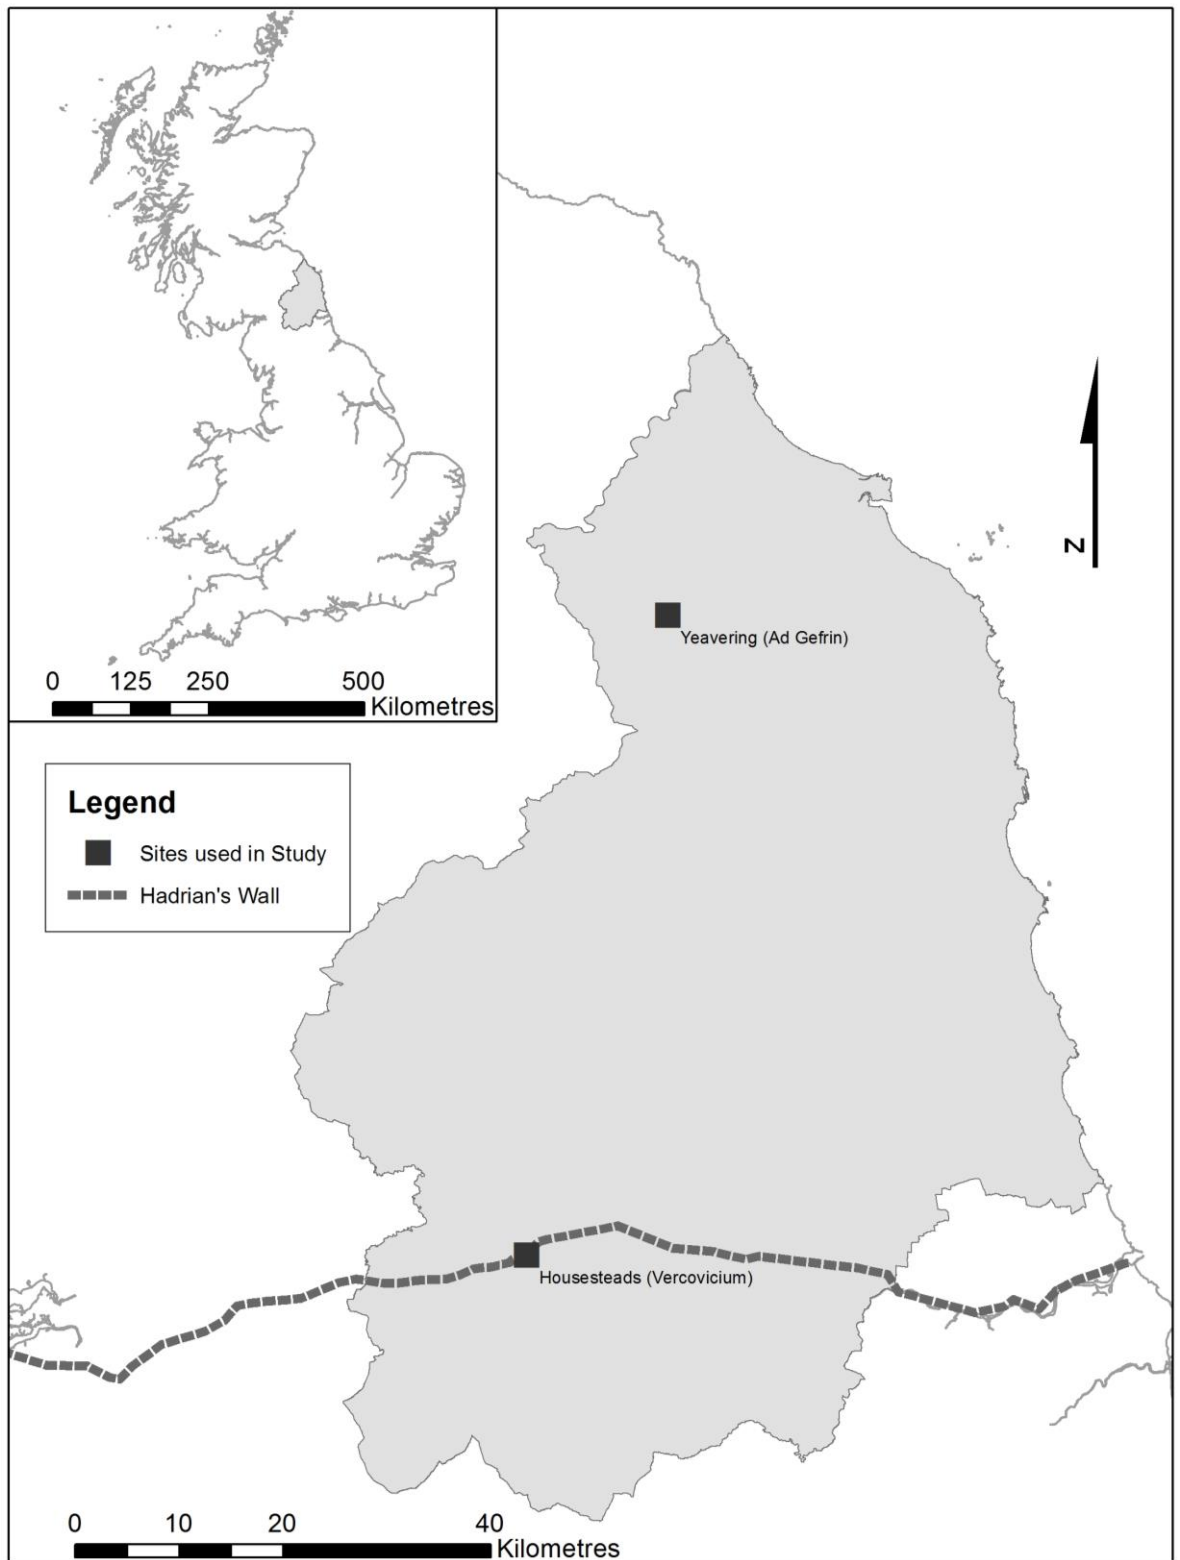 0 125 250 500
Kilometres
N
Yeavering (Ad Gefrin)
Legend
Sites used in Study
Hadrian's Wall
Housesteads (Vercovicium)
0 10 20 40
Kilometres